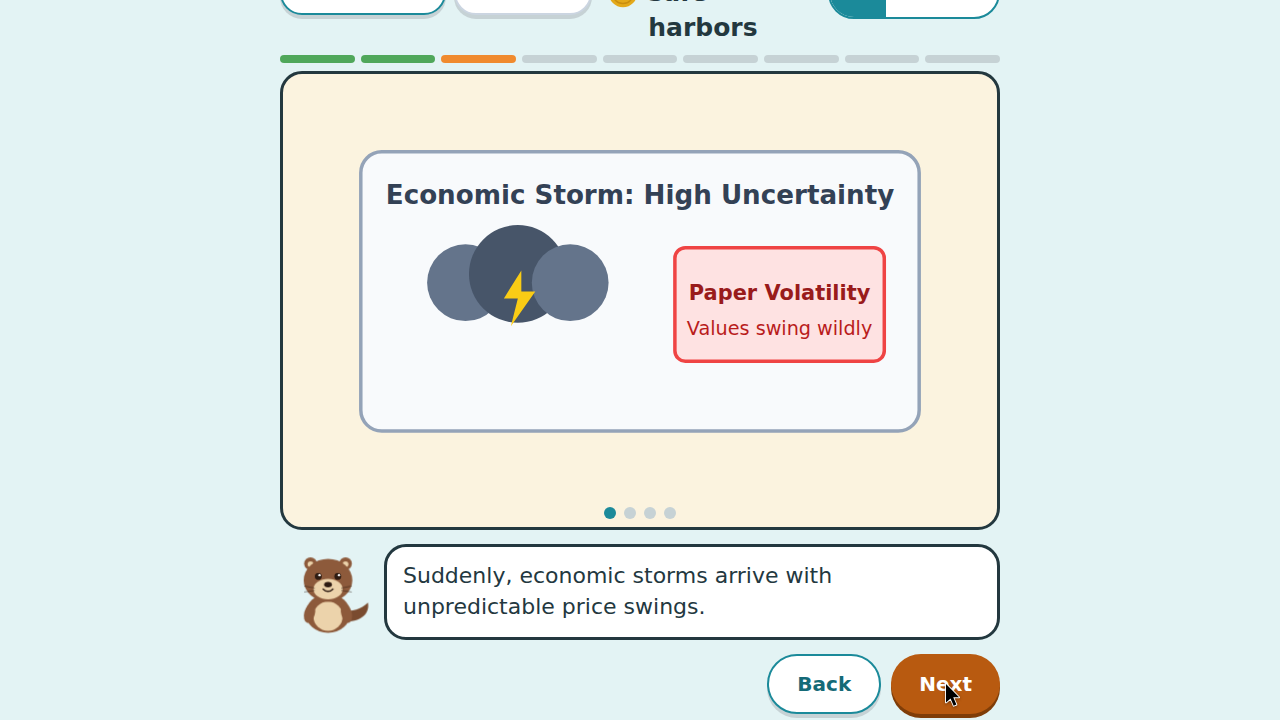 harbors
Economic Storm: High Uncertainty
Paper Volatility
Values swing wildly
Suddenly, economic storms arrive with
unpredictable price swings.
Back
Next